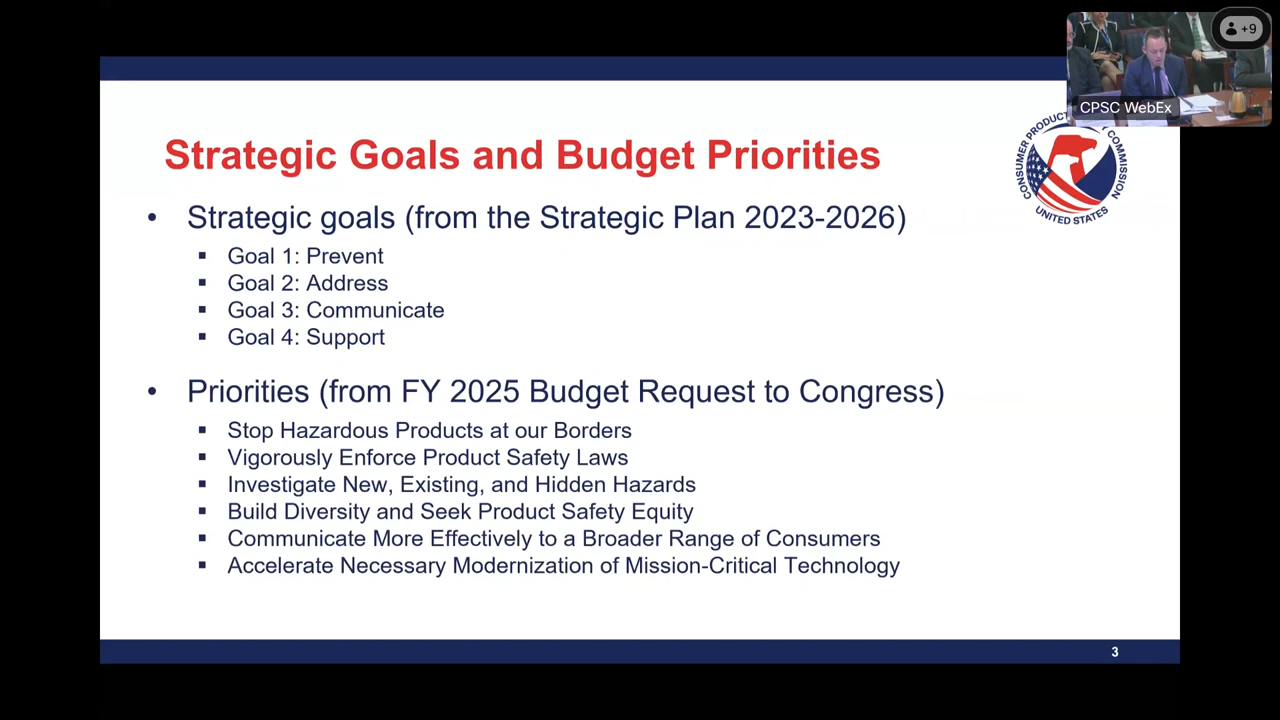 +9
CPSC WebEx
CONSUMER PRODUCT COMMISSION
UNITED STATES
Strategic Goals and Budget Priorities
• Strategic goals (from the Strategic Plan 2023-2026)
▪ Goal 1: Prevent
▪ Goal 2: Address
▪ Goal 3: Communicate
▪ Goal 4: Support
• Priorities (from FY 2025 Budget Request to Congress)
▪ Stop Hazardous Products at our Borders
▪ Vigorously Enforce Product Safety Laws
▪ Investigate New, Existing, and Hidden Hazards
▪ Build Diversity and Seek Product Safety Equity
▪ Communicate More Effectively to a Broader Range of Consumers
▪ Accelerate Necessary Modernization of Mission-Critical Technology
3